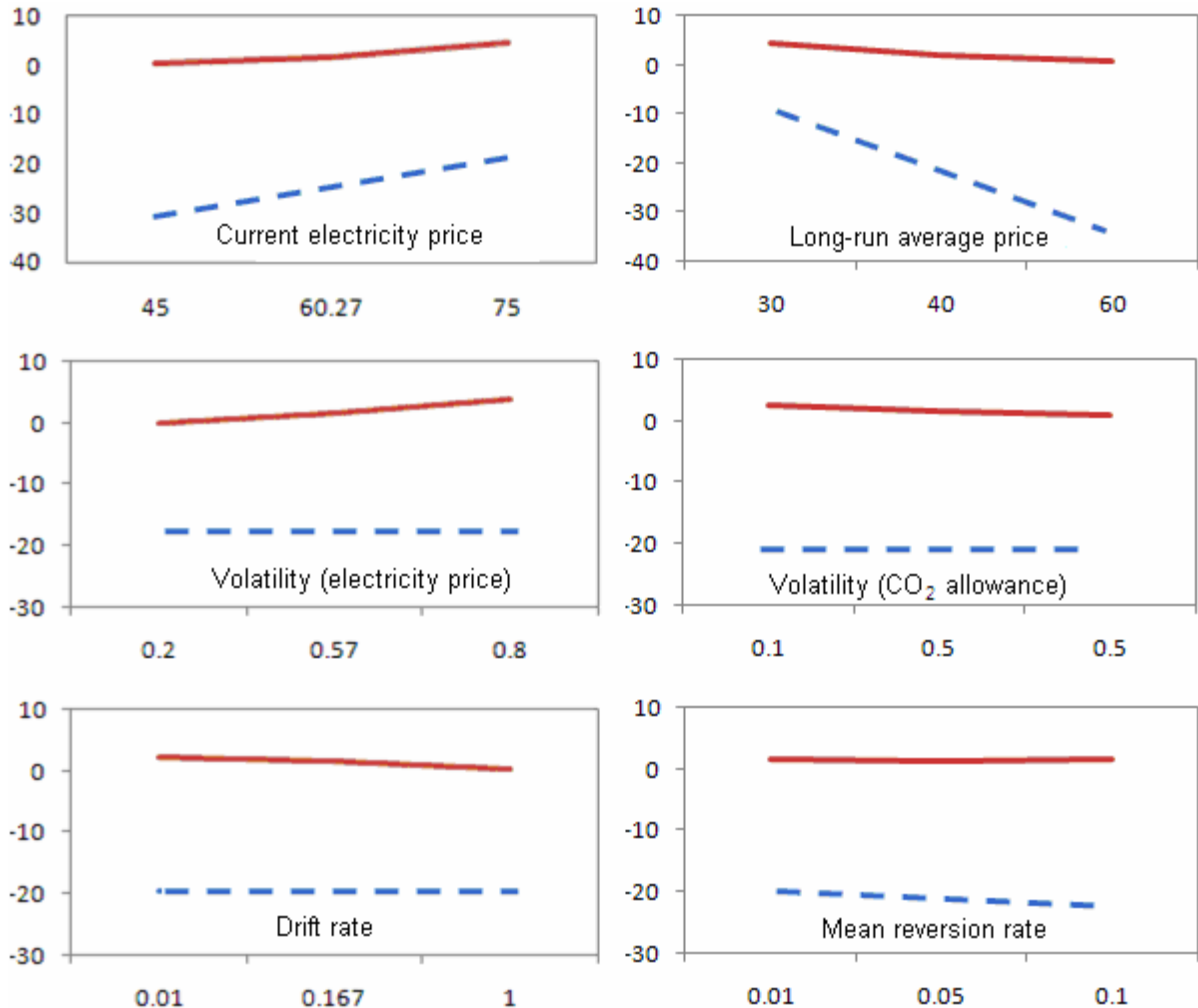 10
0
-10
-20
-30
-40
Current electricity price
45 60.27 75
10
0
-10
-20
-30
-40
Long-run average price
30 40 60
10
0
-10
-20
-30
Volatility (electricity price)
0.2 0.57 0.8
10
0
-10
-20
-30
Volatility (CO2 allowance)
0.1 0.5 0.5
10
0
-10
-20
-30
Drift rate
0.01 0.167 1
10
0
-10
-20
-30
Mean reversion rate
0.01 0.05 0.1